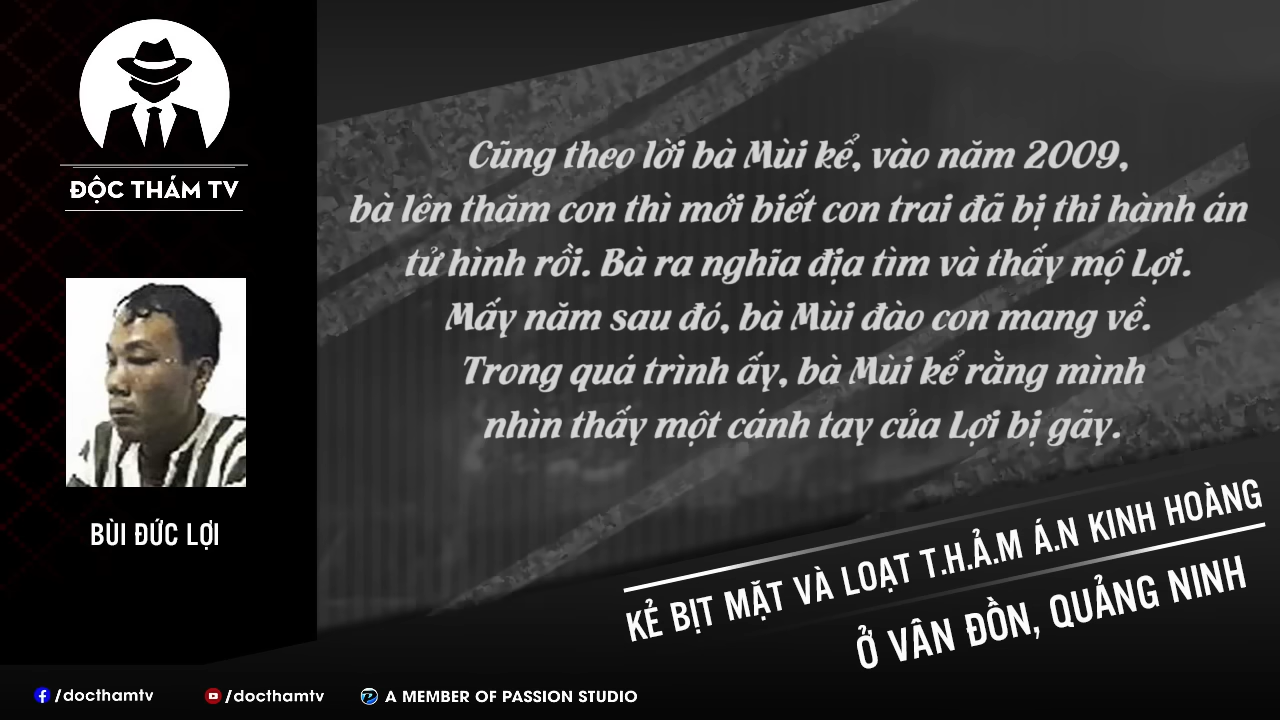 ĐỘC THÁM TV
BÙI ĐỨC LỢI
Cũng theo lời bà Mùi kể, vào năm 2009,
bà lên thăm con thì mới biết con trai đã bị thi hành án
tử hình rồi. Bà ra nghĩa địa tìm và thấy mộ Lợi.
Mấy năm sau đó, bà Mùi đào con mang về.
Trong quá trình ấy, bà Mùi kể rằng mình
nhìn thấy một cánh tay của Lợi bị gãy.
KẺ BỊT MẶT VÀ LOẠT T.H.Ả.M Á.N KINH HOÀNG
Ở VÂN ĐỒN, QUẢNG NINH
/docthamtv
/docthamtv
A MEMBER OF PASSION STUDIO